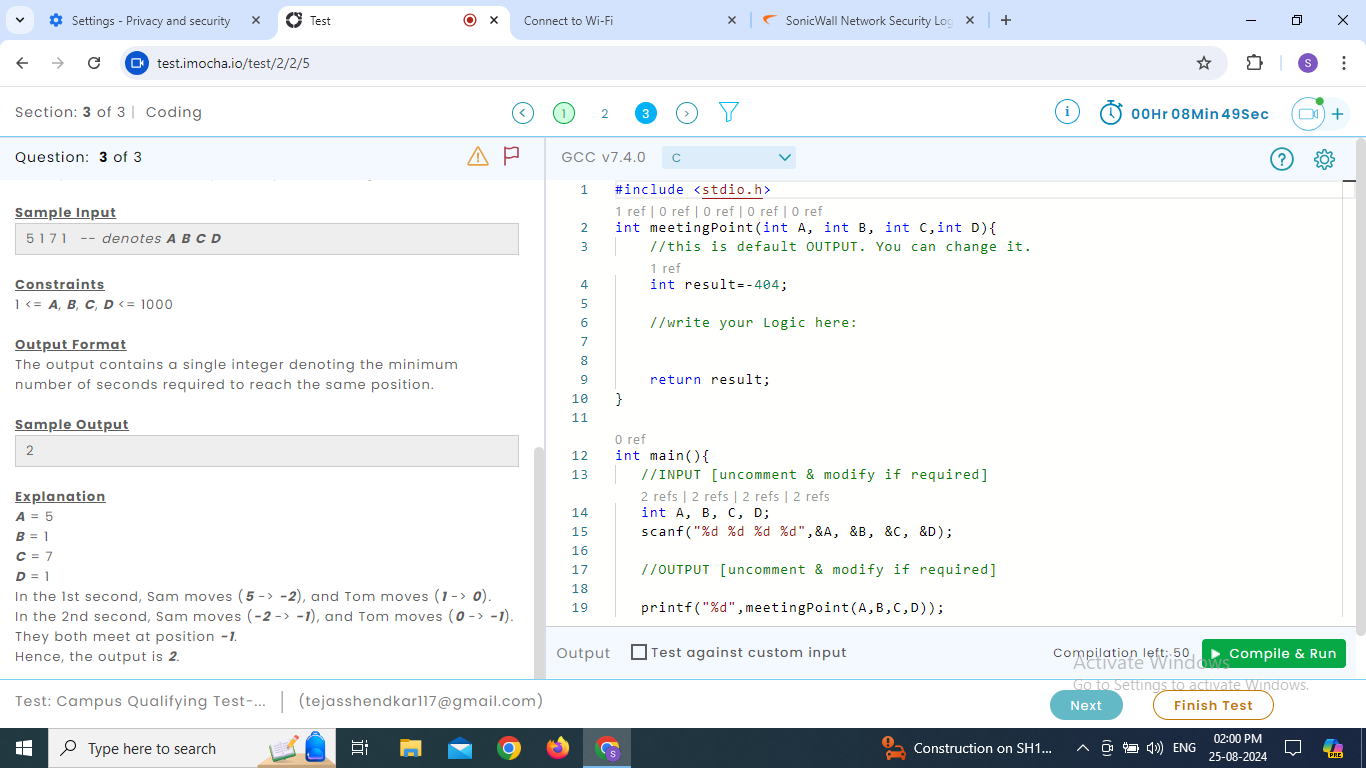 Settings - Privacy and security
Test
Connect to Wi-Fi
SonicWall Network Security Log
test.imocha.io/test/2/2/5
S
Section: 3 of 3 | Coding
1
2
3
00Hr 08Min 49Sec
Question: 3 of 3
GCC v7.4.0
C
Sample Input
5 1 7 1 -- denotes A B C D
Constraints
1 <= A, B, C, D <= 1000
Output Format
The output contains a single integer denoting the minimum
number of seconds required to reach the same position.
Sample Output
2
Explanation
A = 5
B = 1
C = 7
D = 1
In the 1st second, Sam moves (5 -> -2), and Tom moves (1 -> 0).
In the 2nd second, Sam moves (-2 -> -1), and Tom moves (0 -> -1).
They both meet at position -1.
Hence, the output is 2.
1 #include <stdio.h>
1 ref | 0 ref | 0 ref | 0 ref | 0 ref
2 int meetingPoint(int A, int B, int C,int D){
3 //this is default OUTPUT. You can change it.
1 ref
4 int result=-404;
5
6 //write your Logic here:
7
8
9 return result;
10 }
11
0 ref
12 int main(){
13 //INPUT [uncomment & modify if required]
2 refs | 2 refs | 2 refs | 2 refs
14 int A, B, C, D;
15 scanf("%d %d %d %d",&A, &B, &C, &D);
16
17 //OUTPUT [uncomment & modify if required]
18
19 printf("%d",meetingPoint(A,B,C,D));
Output
Test against custom input
Compilation left: 50
Compile & Run
Activate Windows
Go to Settings to activate Windows.
Test: Campus Qualifying Test-...
(tejasshendkar117@gmail.com)
Next
Finish Test
Type here to search
S
Construction on SH1...
ENG
02:00 PM
25-08-2024
PRE